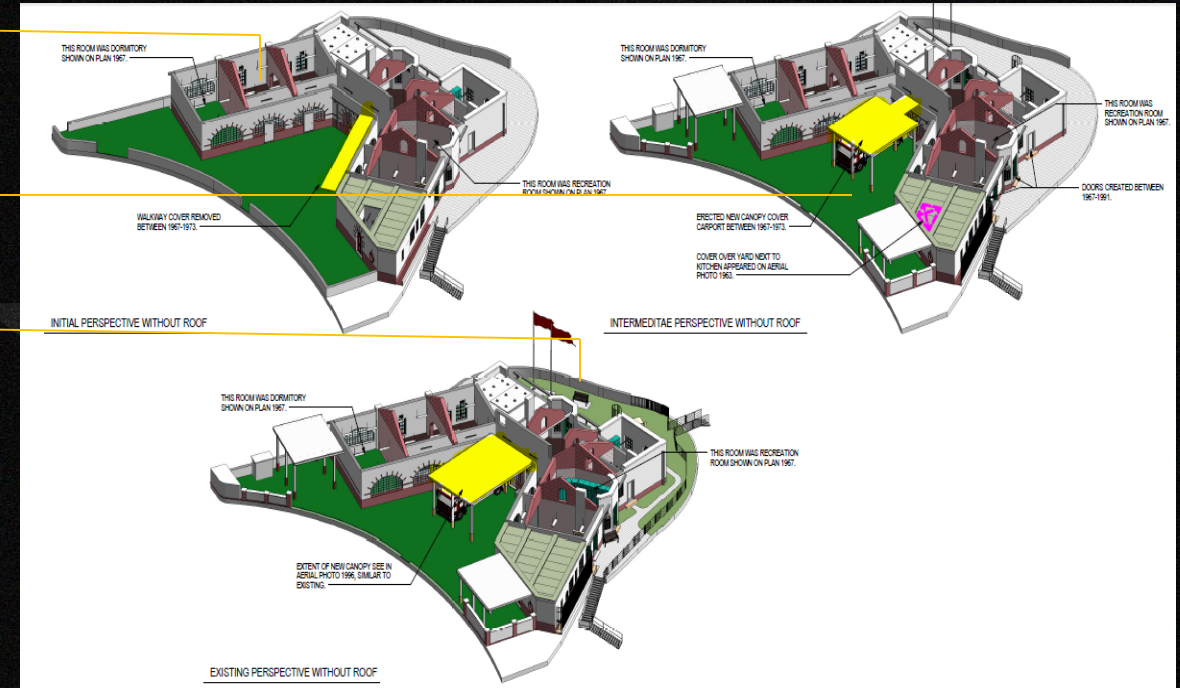 THIS ROOM WAS DORMITORY
SHOWN ON PLAN 1967.
WALKWAY COVER REMOVED
BETWEEN 1967-1973.
THIS ROOM WAS RECREATION
ROOM SHOWN ON PLAN 1967.
INITIAL PERSPECTIVE WITHOUT ROOF
THIS ROOM WAS DORMITORY
SHOWN ON PLAN 1967.
THIS ROOM WAS
RECREATION ROOM
SHOWN ON PLAN 1967.
DOORS CREATED BETWEEN
1967-1991.
ERECTED NEW CANOPY COVER
CARPORT BETWEEN 1967-1973.
COVER OVER YARD NEXT TO
KITCHEN APPEARED ON AERIAL
PHOTO 1963.
INTERMEDITAE PERSPECTIVE WITHOUT ROOF
THIS ROOM WAS DORMITORY
SHOWN ON PLAN 1967.
THIS ROOM WAS RECREATION
ROOM SHOWN ON PLAN 1967.
EXTENT OF NEW CANOPY SEE IN
AERIAL PHOTO 1996, SIMILAR TO
EXISTING.
EXISTING PERSPECTIVE WITHOUT ROOF